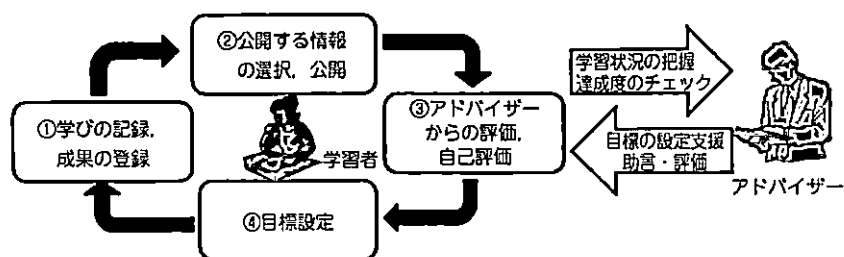 ②公開する情報
の選択，公開
①学びの記録，
成果の登録
学習者
③アドバイザー
からの評価，
自己評価
④目標設定
学習状況の把握
達成度のチェック
目標の設定支援
助言・評価
アドバイザー